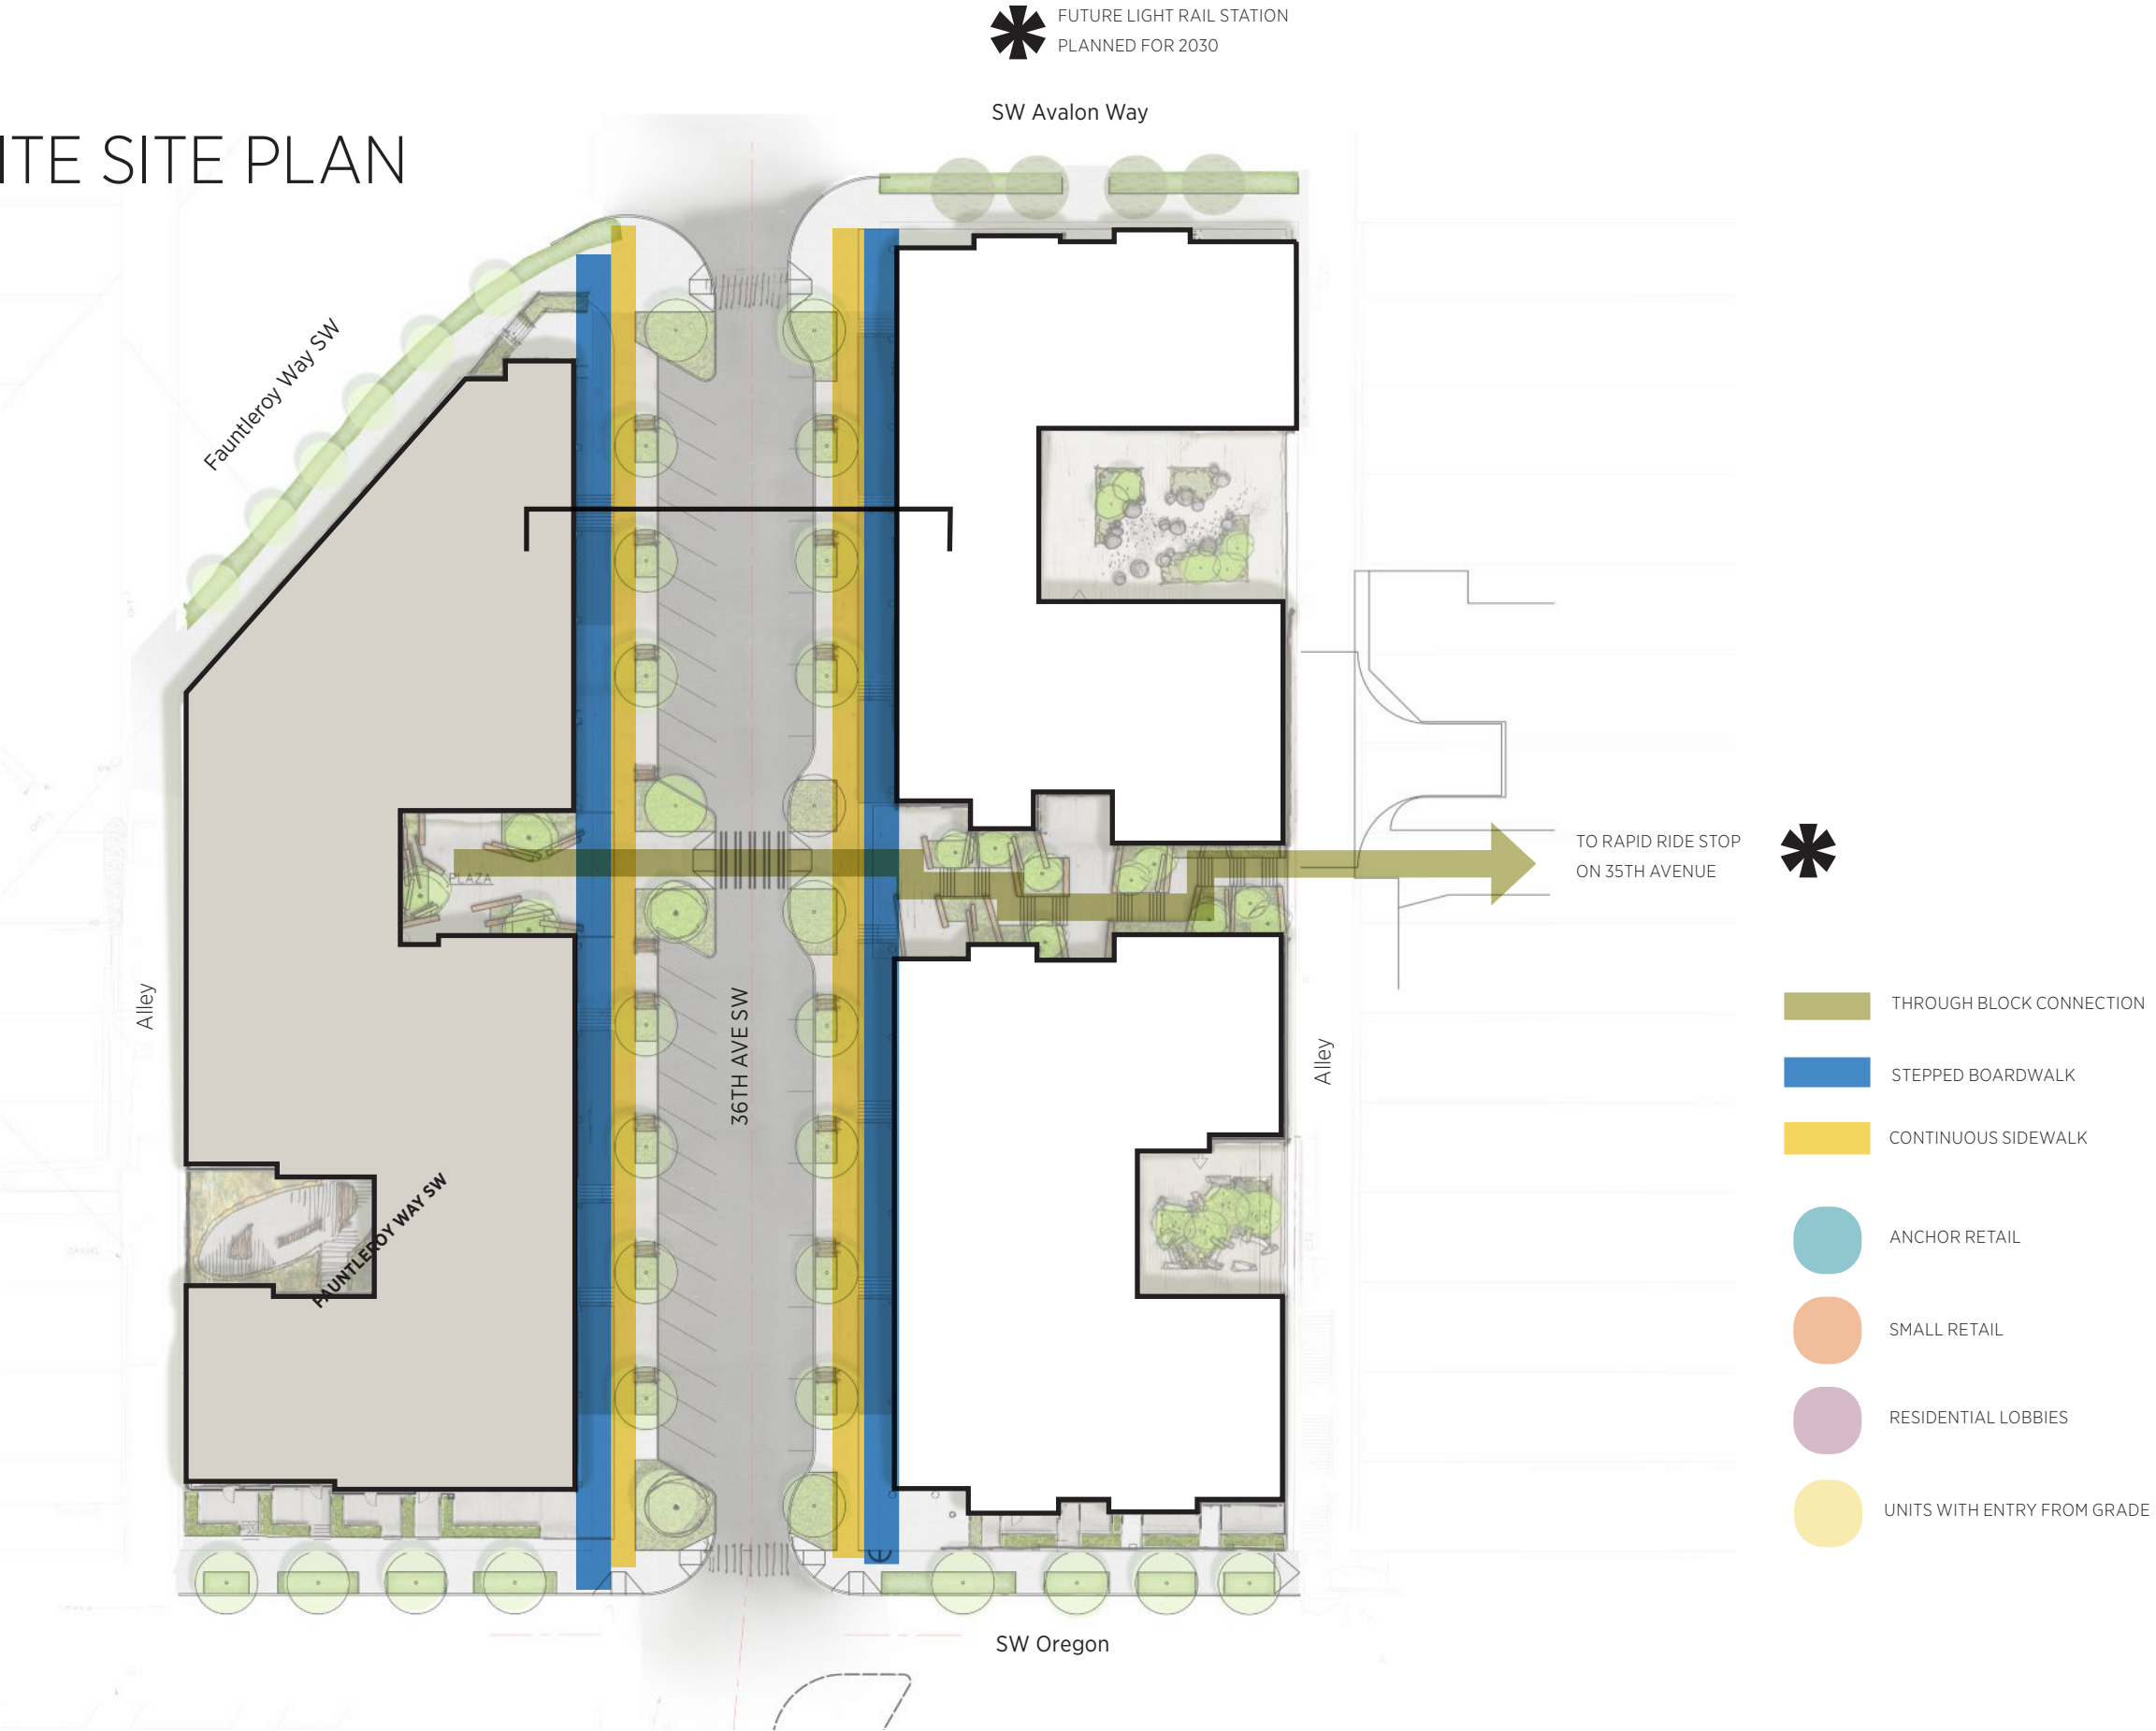 FUTURE LIGHT RAIL STATION
PLANNED FOR 2030
SW Avalon Way
ITE SITE PLAN
Fauntleroy Way SW
PLAZA
TO RAPID RIDE STOP
ON 35TH AVENUE
Alley
36TH AVE SW
Alley
FAUNTLEROY WAY SW
THROUGH BLOCK CONNECTION
STEPPED BOARDWALK
CONTINUOUS SIDEWALK
ANCHOR RETAIL
SMALL RETAIL
RESIDENTIAL LOBBIES
UNITS WITH ENTRY FROM GRADE
SW Oregon